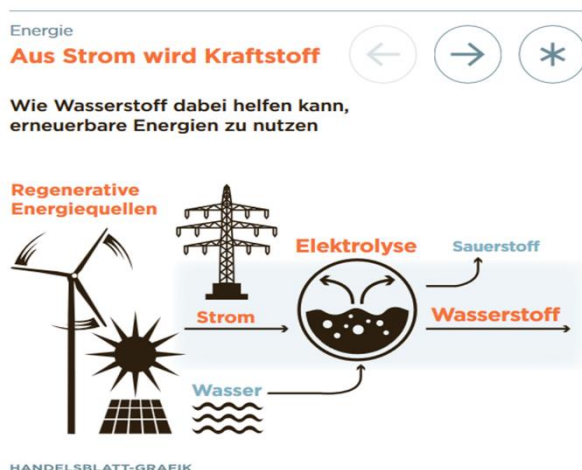 Energie
Aus Strom wird Kraftstoff
Wie Wasserstoff dabei helfen kann,
erneuerbare Energien zu nutzen
Regenerative
Energiequellen
Elektrolyse
Sauerstoff
Strom
Wasserstoff
Wasser
HANDELSBLATT-GRAFIK